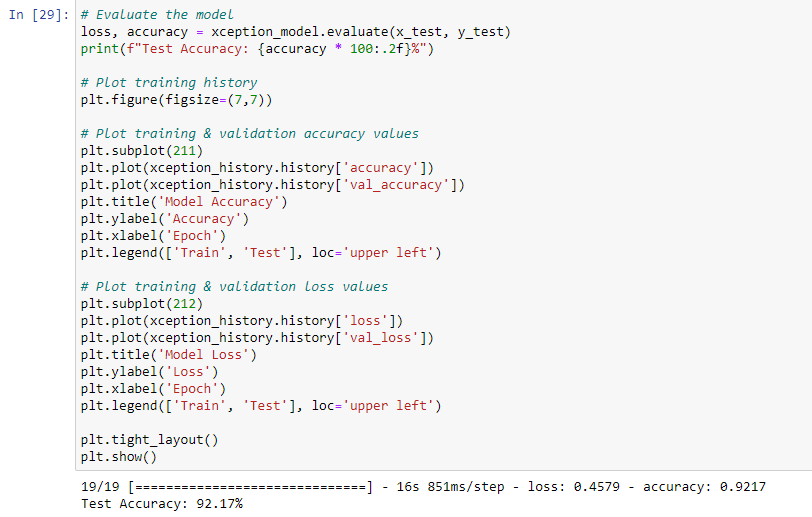 In [29]: # Evaluate the model
loss, accuracy = xception_model.evaluate(x_test, y_test)
print(f"Test Accuracy: {accuracy * 100:.2f}%")
# Plot training history
plt.figure(figsize=(7,7))
# Plot training & validation accuracy values
plt.subplot(211)
plt.plot(xception_history.history['accuracy'])
plt.plot(xception_history.history['val_accuracy'])
plt.title('Model Accuracy')
plt.ylabel('Accuracy')
plt.xlabel('Epoch')
plt.legend(['Train', 'Test'], loc='upper left')
# Plot training & validation loss values
plt.subplot(212)
plt.plot(xception_history.history['loss'])
plt.plot(xception_history.history['val_loss'])
plt.title('Model Loss')
plt.ylabel('Loss')
plt.xlabel('Epoch')
plt.legend(['Train', 'Test'], loc='upper left')
plt.tight_layout()
plt.show()
19/19 [==============================] - 16s 851ms/step - loss: 0.4579 - accuracy: 0.9217
Test Accuracy: 92.17%